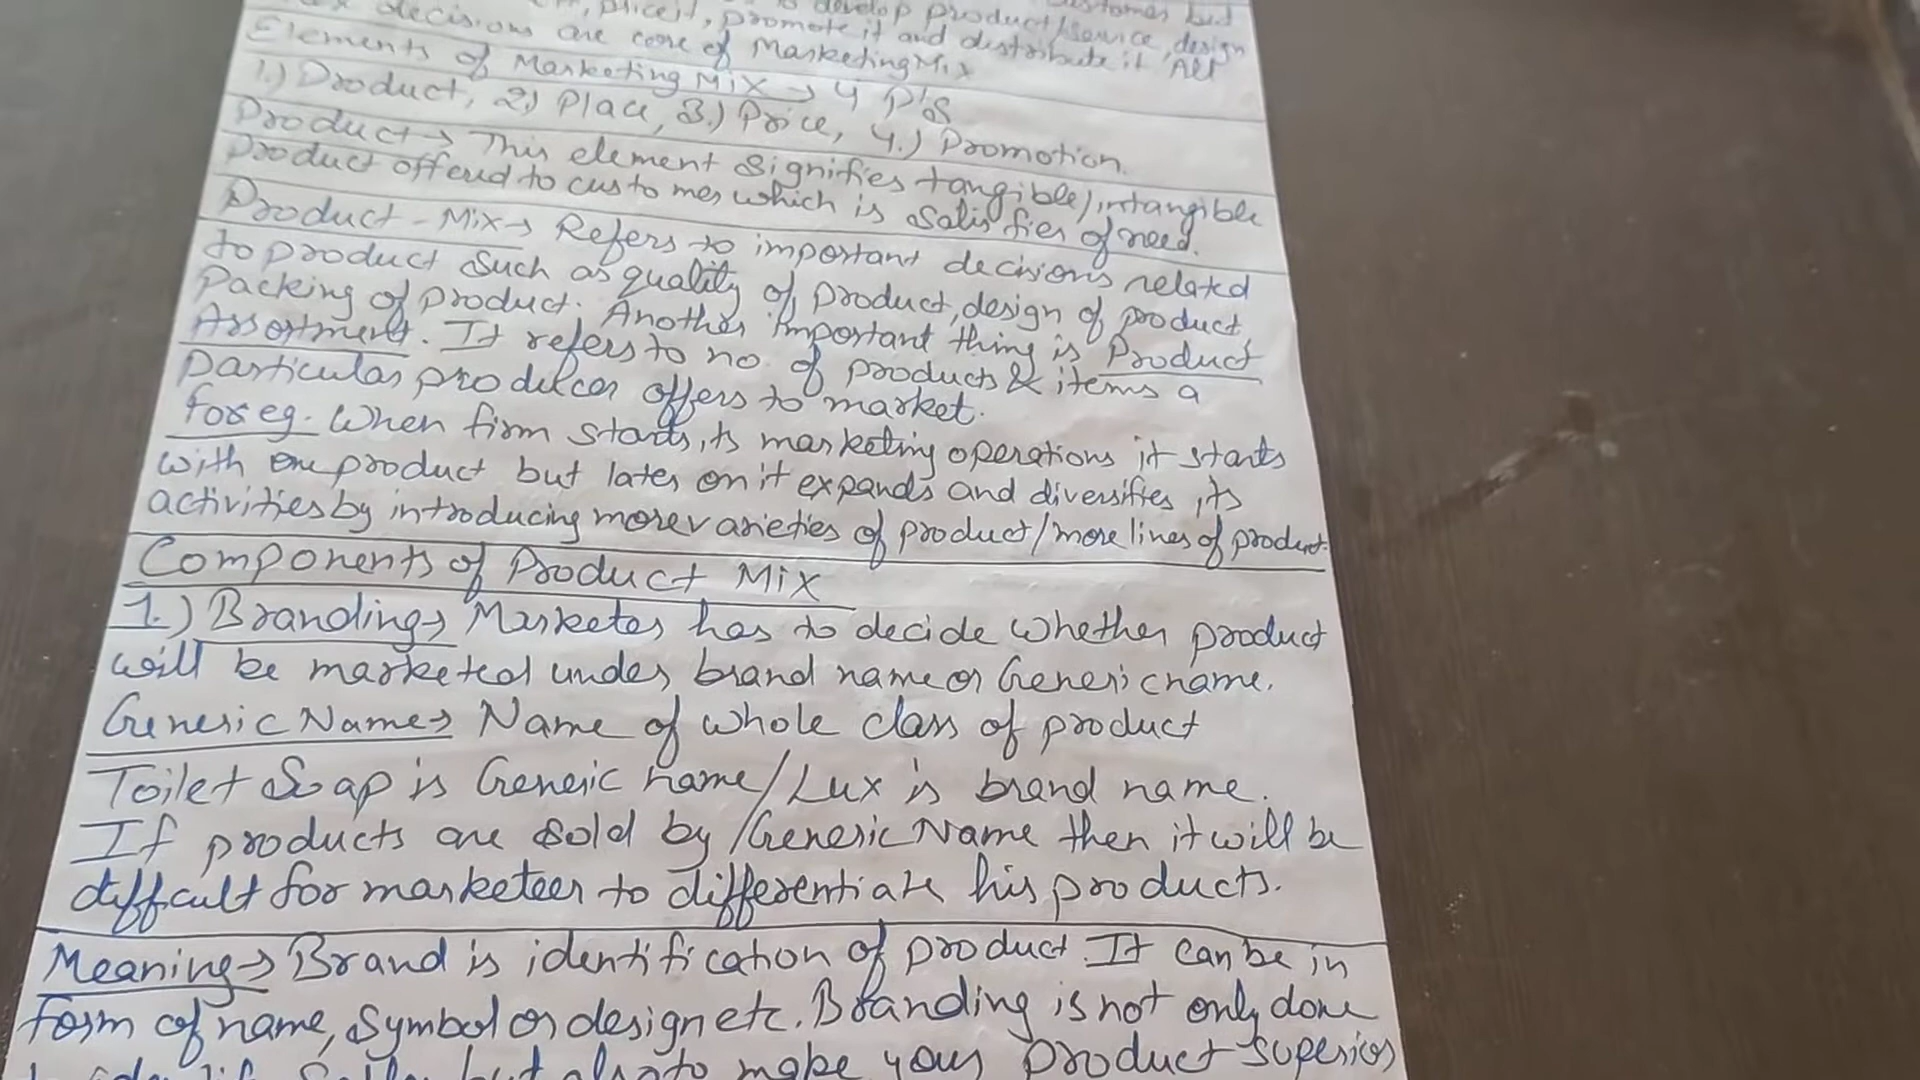 customer but
to develop product/service, design
it, price it, promote it and distribute it. All
decisions are core of Marketing Mix
Elements of Marketing Mix → 4 P's
1.) Product, 2.) Place, 3.) Price, 4.) Promotion.
Product → This element signifies tangible/intangible
product offered to customer which is satisfies of need.
Product - Mix → Refers to important decisions related
to product such as quality of product, design of product
Packing of product. Another important thing is Product
Assortment. It refers to no. of products & items a
particular producer offers to market.
For eg. When firm starts its marketing operations it starts
with one product but later on it expands and diversifies its
activities by introducing more varieties of product/more lines of product.
Components of Product Mix
1.) Branding → Marketer has to decide whether product
will be marketed under brand name or Generic name.
Generic Name → Name of whole class of product
Toilet Soap is Generic name/Lux is brand name.
If products are sold by /Generic Name then it will be
difficult for marketeer to differentiate his products.
Meaning → Brand is identification of product. It can be in
form of name, Symbol or design etc. Branding is not only done
but also to make your product superior